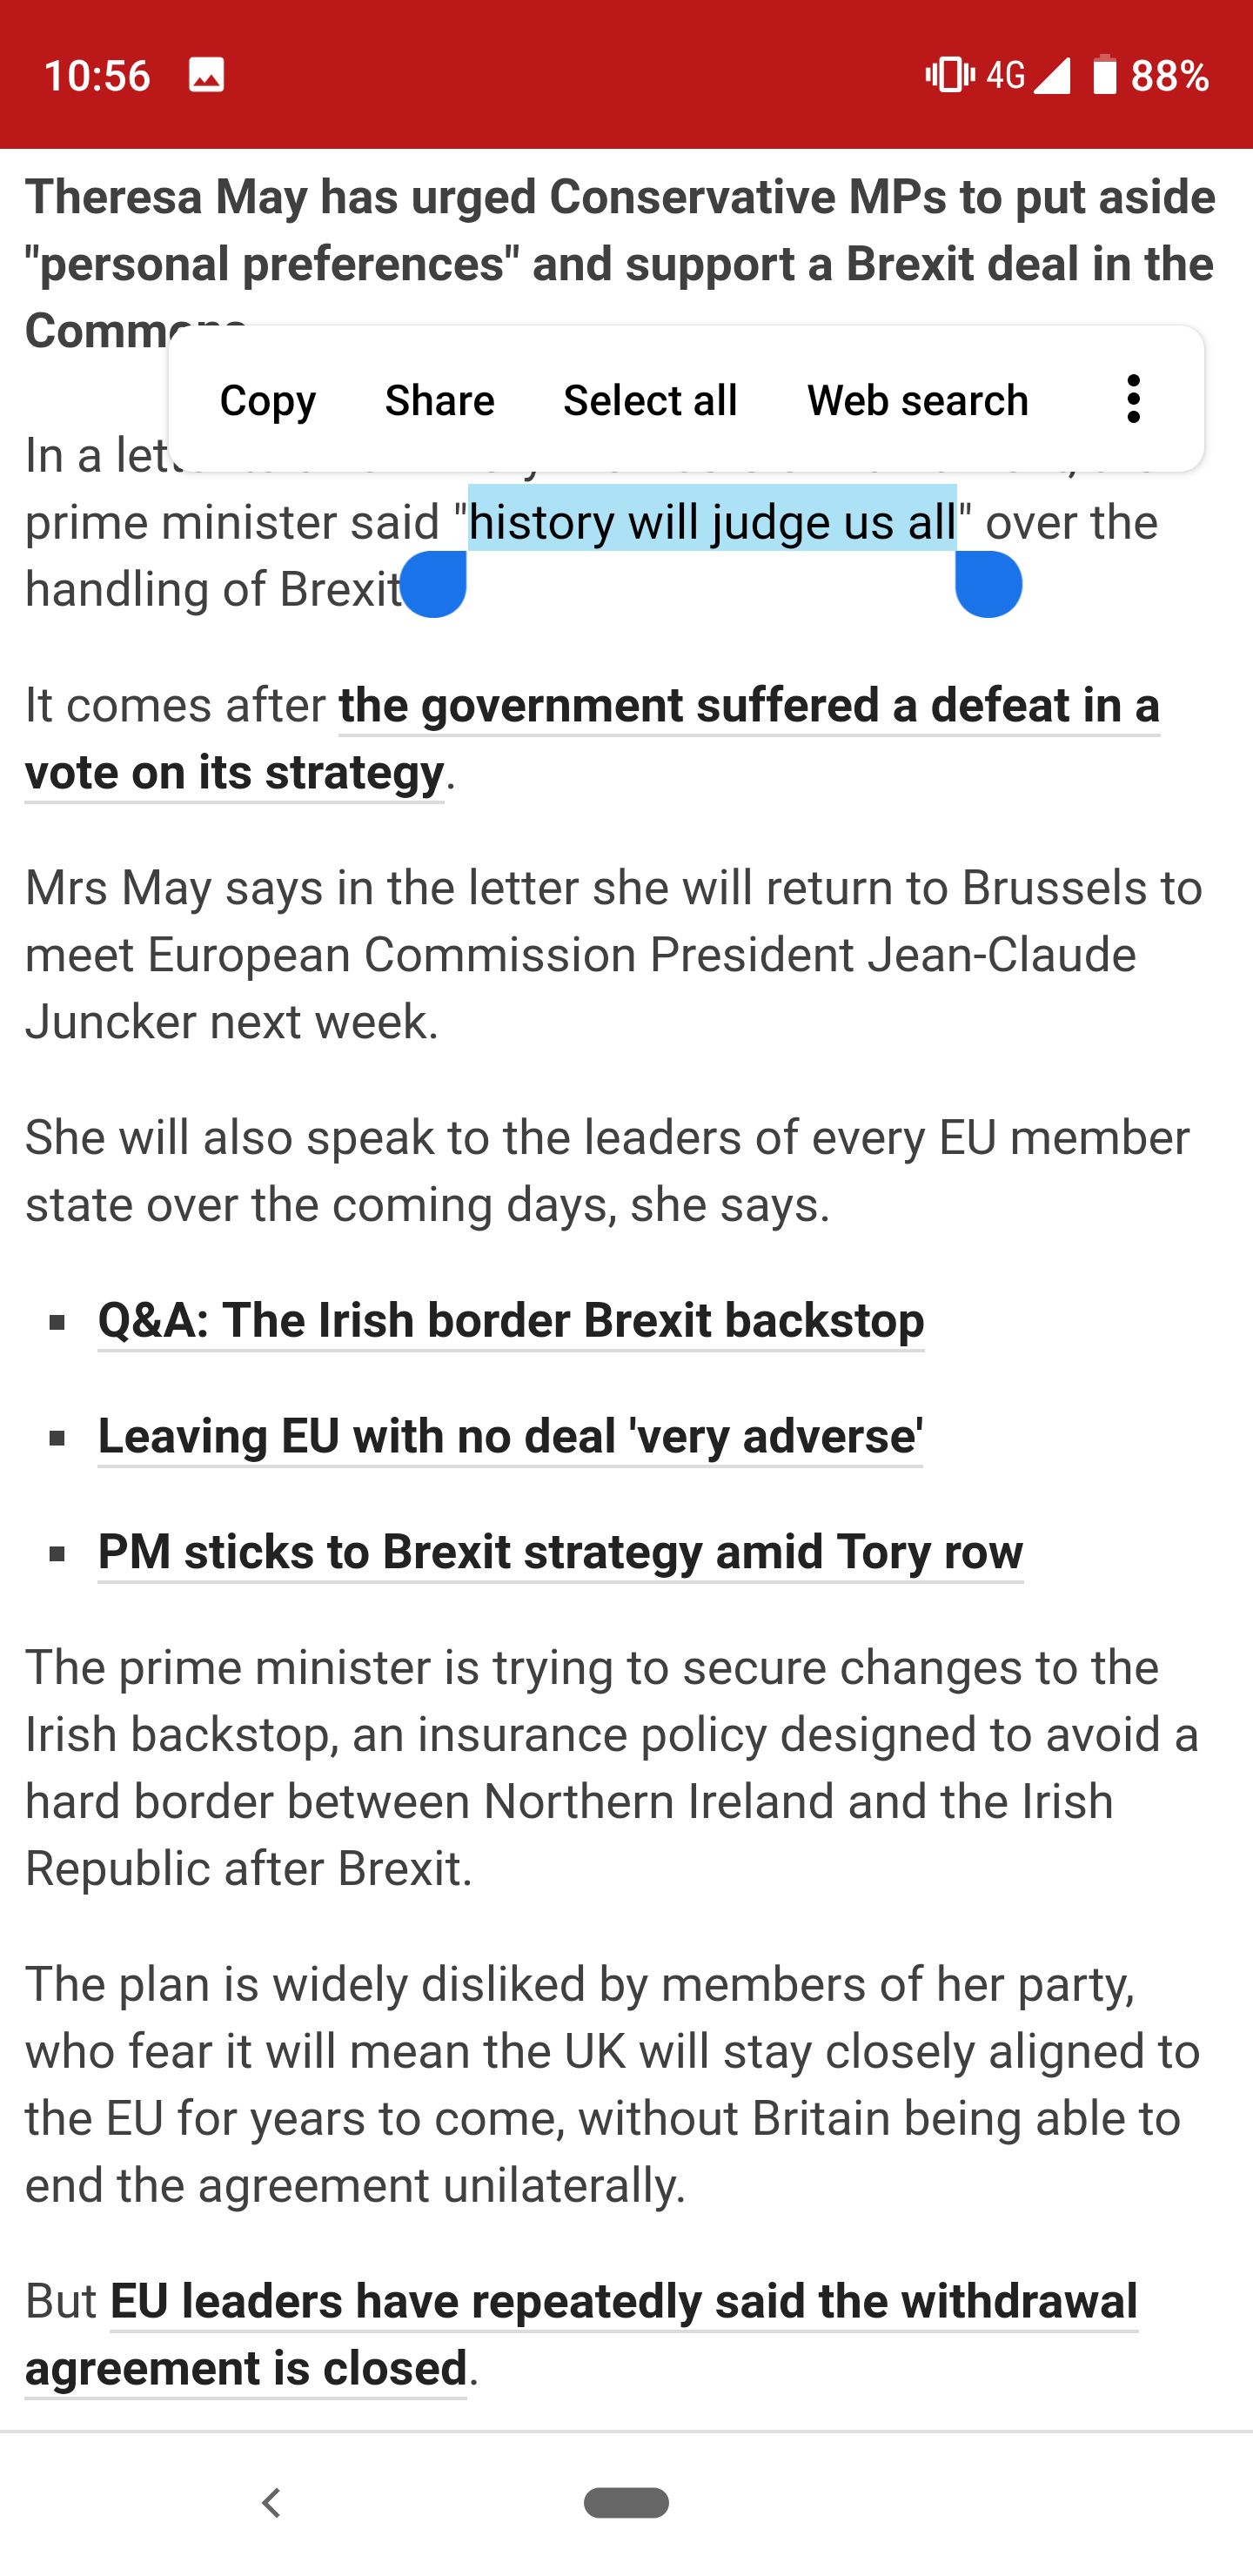 10:56 4G 88%
Theresa May has urged Conservative MPs to put aside
"personal preferences" and support a Brexit deal in the
Copy Share Select all Web search
In a
prime minister said "history will judge us all" over the
handling of Brexit
It comes after the government suffered a defeat in a
vote on its strategy.
Mrs May says in the letter she will return to Brussels to
meet European Commission President Jean-Claude
Juncker next week.
She will also speak to the leaders of every EU member
state over the coming days, she says.
▪ Q&A: The Irish border Brexit backstop
▪ Leaving EU with no deal 'very adverse'
▪ PM sticks to Brexit strategy amid Tory row
The prime minister is trying to secure changes to the
Irish backstop, an insurance policy designed to avoid a
hard border between Northern Ireland and the Irish
Republic after Brexit.
The plan is widely disliked by members of her party,
who fear it will mean the UK will stay closely aligned to
the EU for years to come, without Britain being able to
end the agreement unilaterally.
But EU leaders have repeatedly said the withdrawal
agreement is closed.